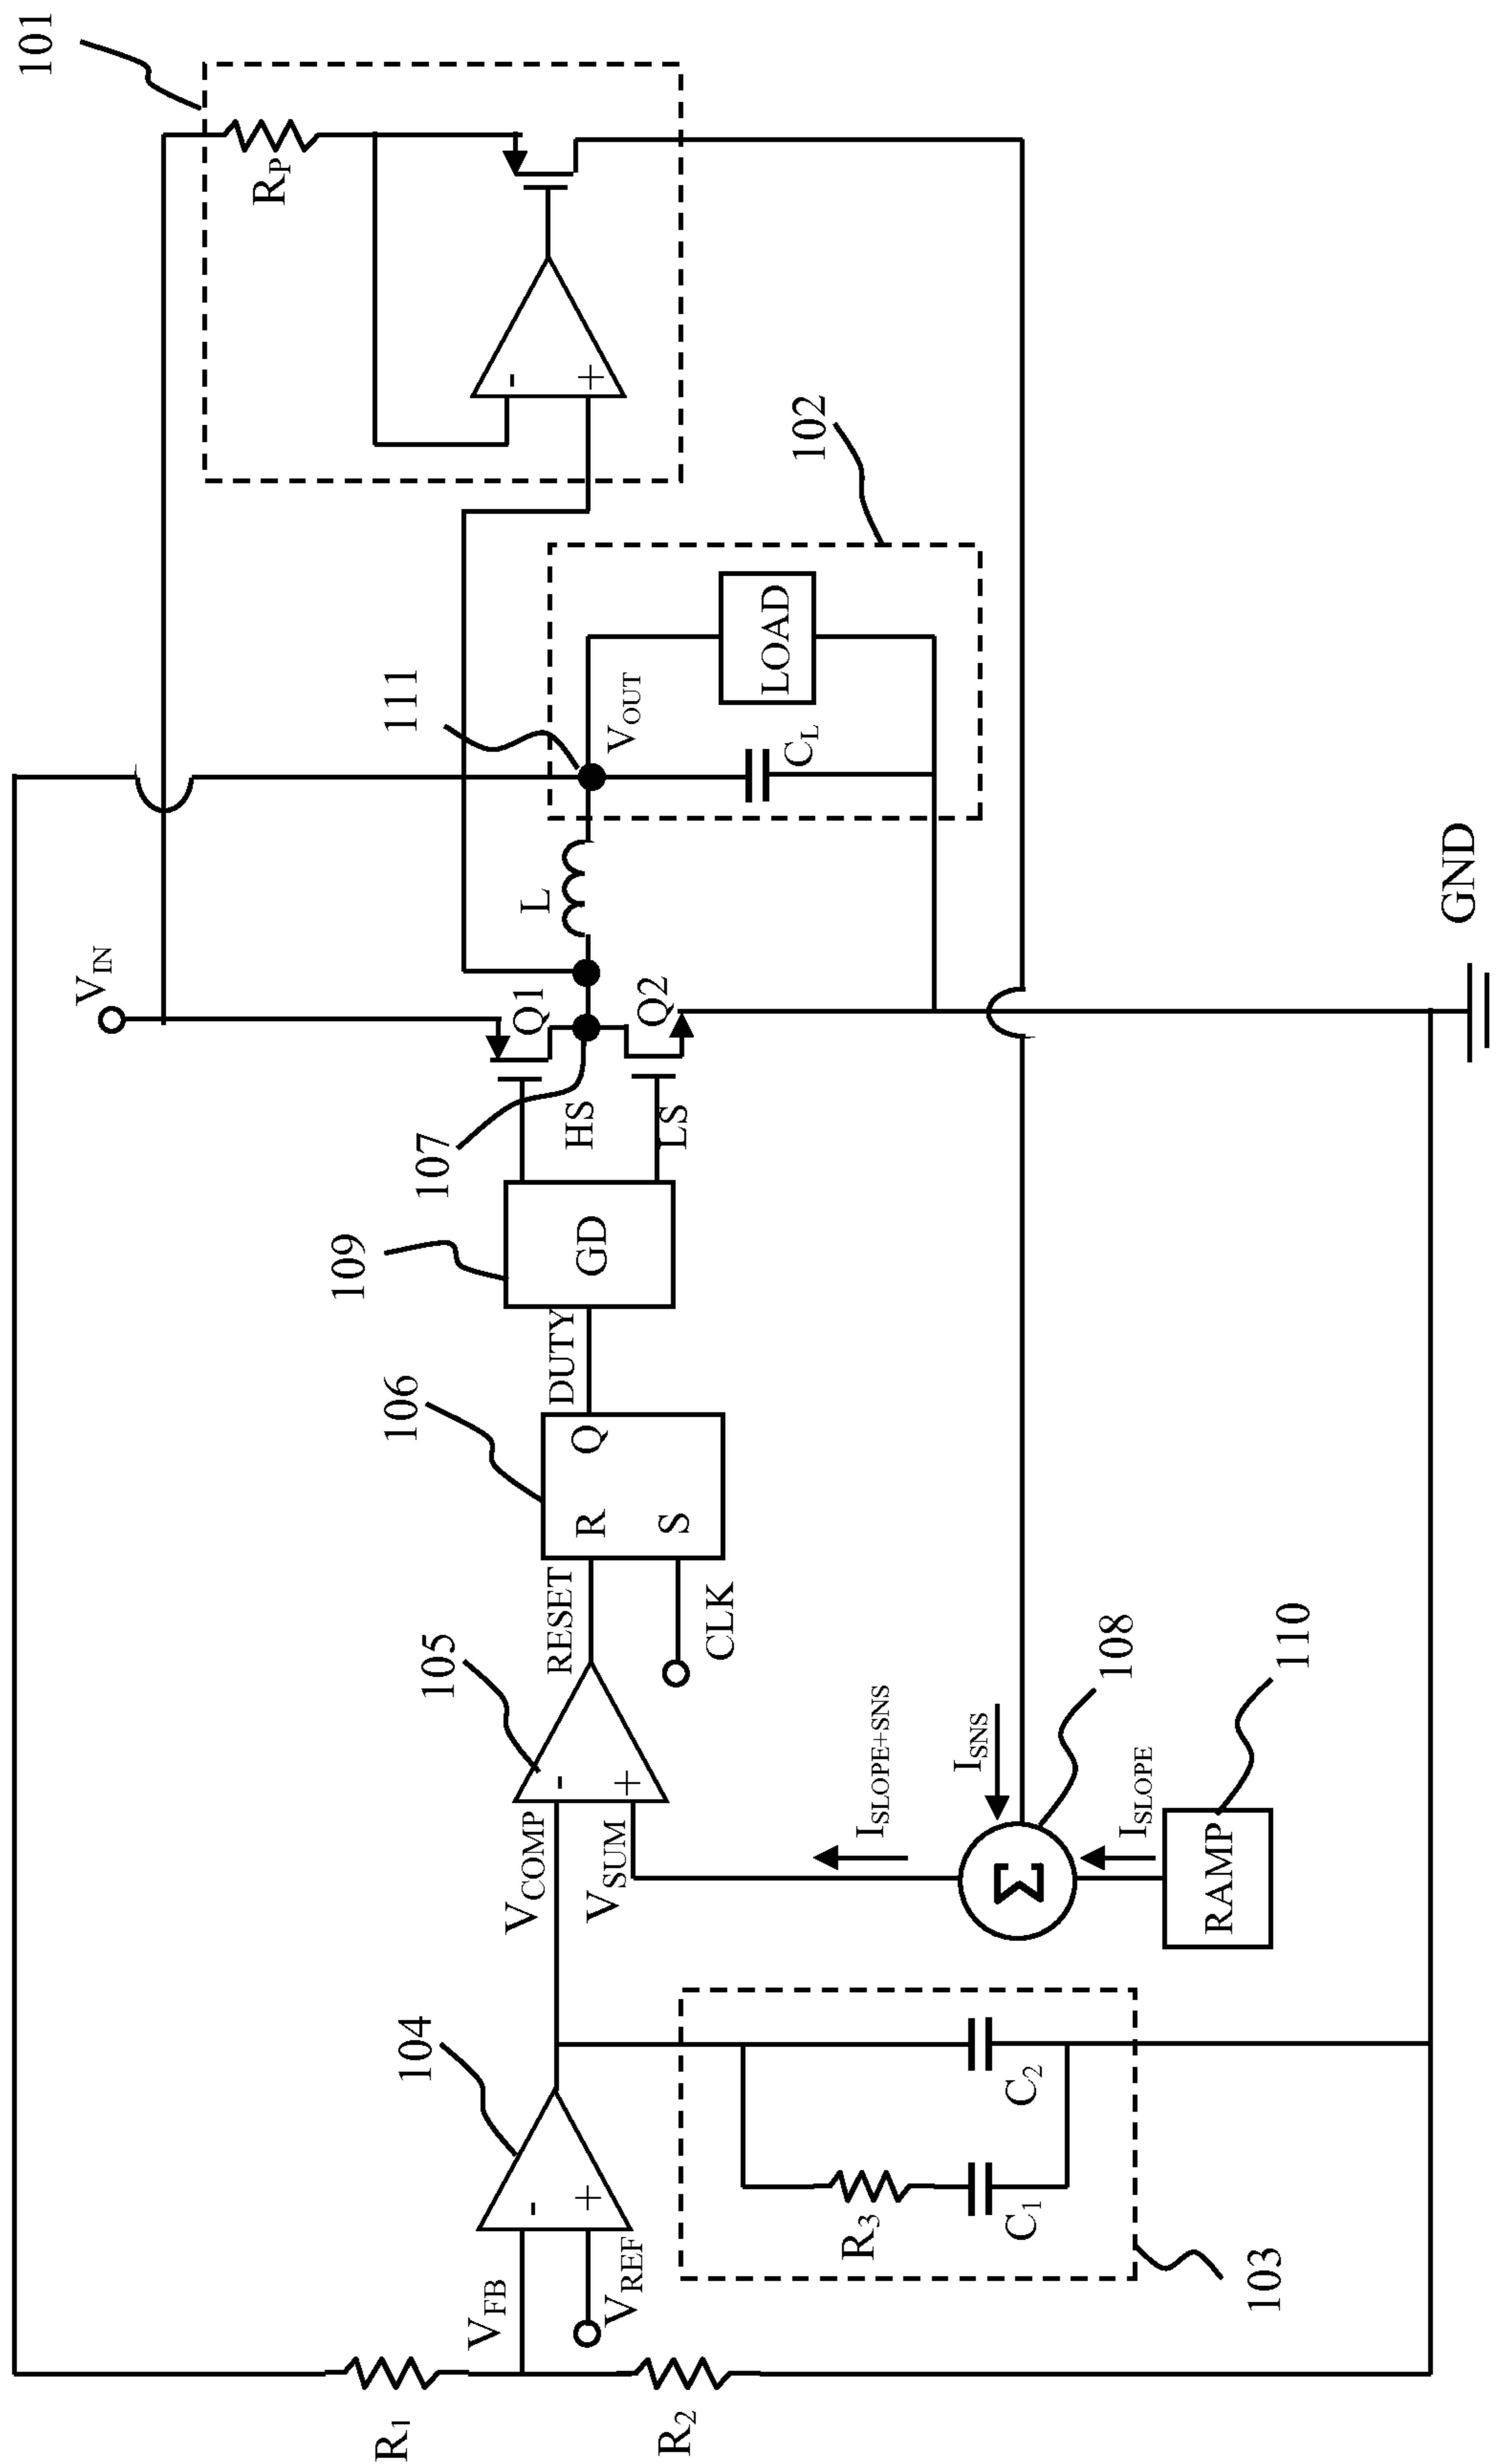 101
R_P
-
+
102
111
V_OUT
LOAD
C_L
L
V_IN
Q1
Q2
GND
107
HS
LS
109
GD
DUTY
106
R
Q
S
RESET
CLK
105
-
+
V_COMP
V_SUM
I_SLOPE+SNS
I_SNS
I_SLOPE
108
110
Σ
RAMP
104
-
+
V_FB
V_REF
R_3
C_1
C_2
103
R_1
R_2